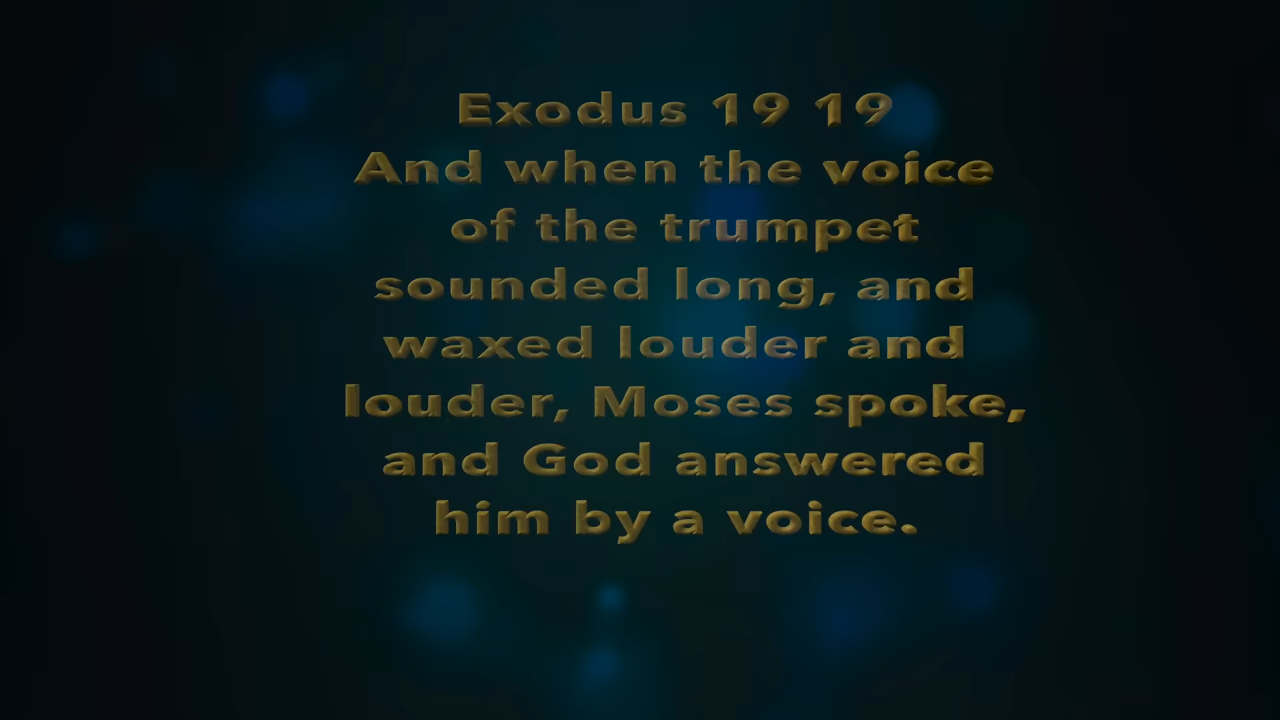 Exodus 19 19
And when the voice
of the trumpet
sounded long, and
waxed louder and
louder, Moses spoke,
and God answered
him by a voice.